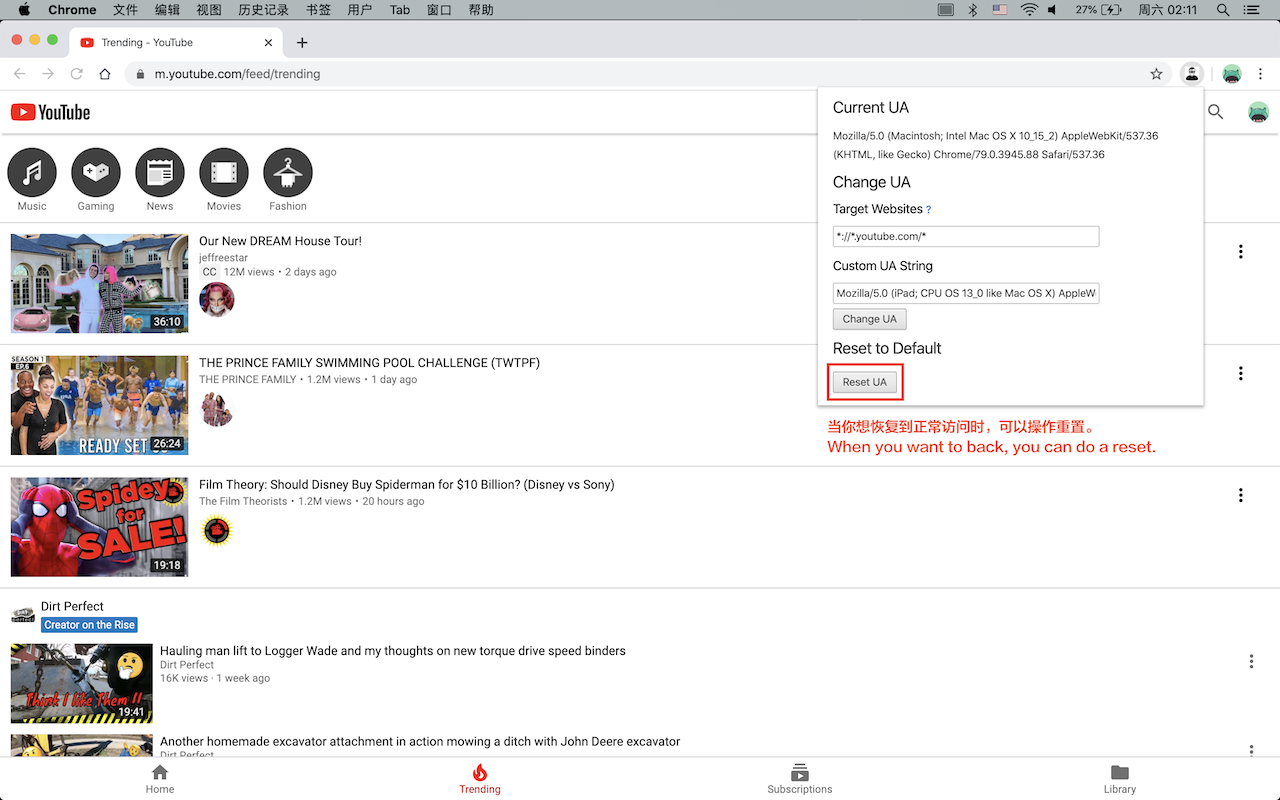 Chrome 文件 编辑 视图 历史记录 书签 用户 Tab 窗口 帮助 27% 周六 02:11
Trending - YouTube
m.youtube.com/feed/trending
YouTube
Music Gaming News Movies Fashion
Our New DREAM House Tour!
jeffreestar
CC 12M views • 2 days ago
36:10
SEASON 1
EP.6
THE PRINCE FAMILY SWIMMING POOL CHALLENGE (TWTPF)
THE PRINCE FAMILY • 1.2M views • 1 day ago
READY SET
26:24
Film Theory: Should Disney Buy Spiderman for $10 Billion? (Disney vs Sony)
The Film Theorists • 1.2M views • 20 hours ago
Spidey
for
SALE!
19:18
Dirt Perfect
Creator on the Rise
Hauling man lift to Logger Wade and my thoughts on new torque drive speed binders
Dirt Perfect
16K views · 1 week ago
Think I like Them !!
19:41
Another homemade excavator attachment in action mowing a ditch with John Deere excavator
Dirt Perfect
Current UA
Mozilla/5.0 (Macintosh; Intel Mac OS X 10_15_2) AppleWebKit/537.36
(KHTML, like Gecko) Chrome/79.0.3945.88 Safari/537.36
Change UA
Target Websites ?
*://*.youtube.com/*
Custom UA String
Mozilla/5.0 (iPad; CPU OS 13_0 like Mac OS X) AppleW
Change UA
Reset to Default
Reset UA
当你想恢复到正常访问时，可以操作重置。
When you want to back, you can do a reset.
Home Trending Subscriptions Library